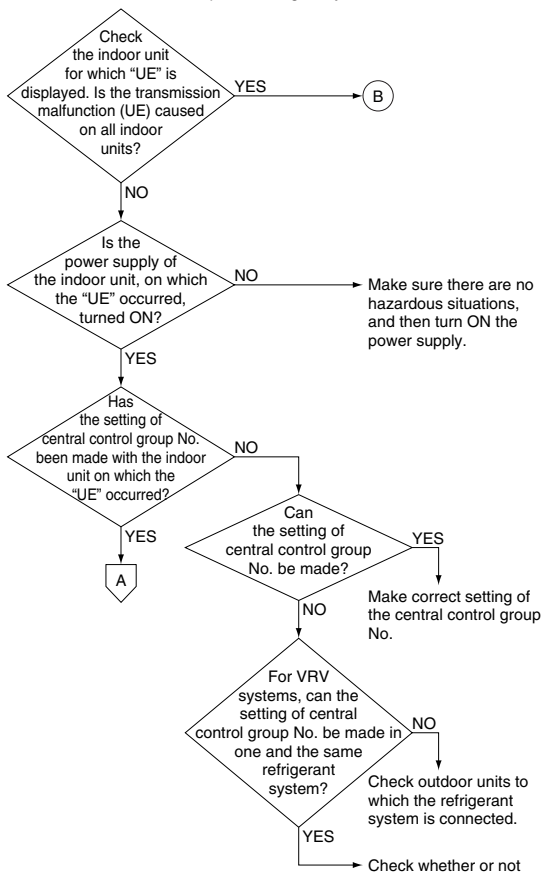 Check
the indoor unit
for which “UE” is
displayed. Is the transmission
malfunction (UE) caused
on all indoor
units?
YES
B
NO
Is the
power supply of
the indoor unit, on which
the “UE” occurred,
turned ON?
NO
Make sure there are no
hazardous situations,
and then turn ON the
power supply.
YES
Has
the setting of
central control group No.
been made with the indoor
unit on which the
“UE” occurred?
NO
YES
A
Can
the setting of
central control group
No. be made?
YES
Make correct setting of
the central control group
No.
NO
For VRV
systems, can the
setting of central
control group No. be made in
one and the same
refrigerant
system?
NO
Check outdoor units to
which the refrigerant
system is connected.
YES
Check whether or not